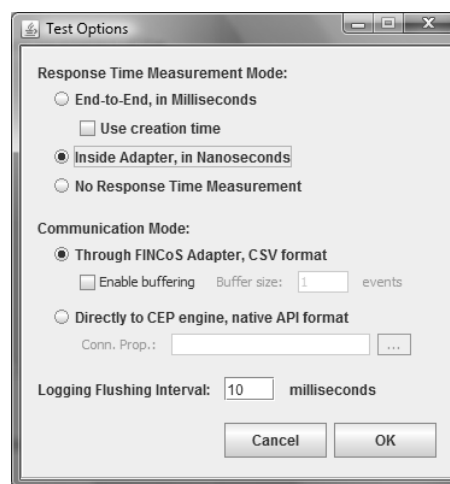 Test Options
Response Time Measurement Mode:
End-to-End, in Milliseconds
Use creation time
Inside Adapter, in Nanoseconds
No Response Time Measurement
Communication Mode:
Through FINCoS Adapter, CSV format
Enable buffering Buffer size: 1 events
Directly to CEP engine, native API format
Conn. Prop.: ...
Logging Flushing Interval: 10 milliseconds
Cancel OK